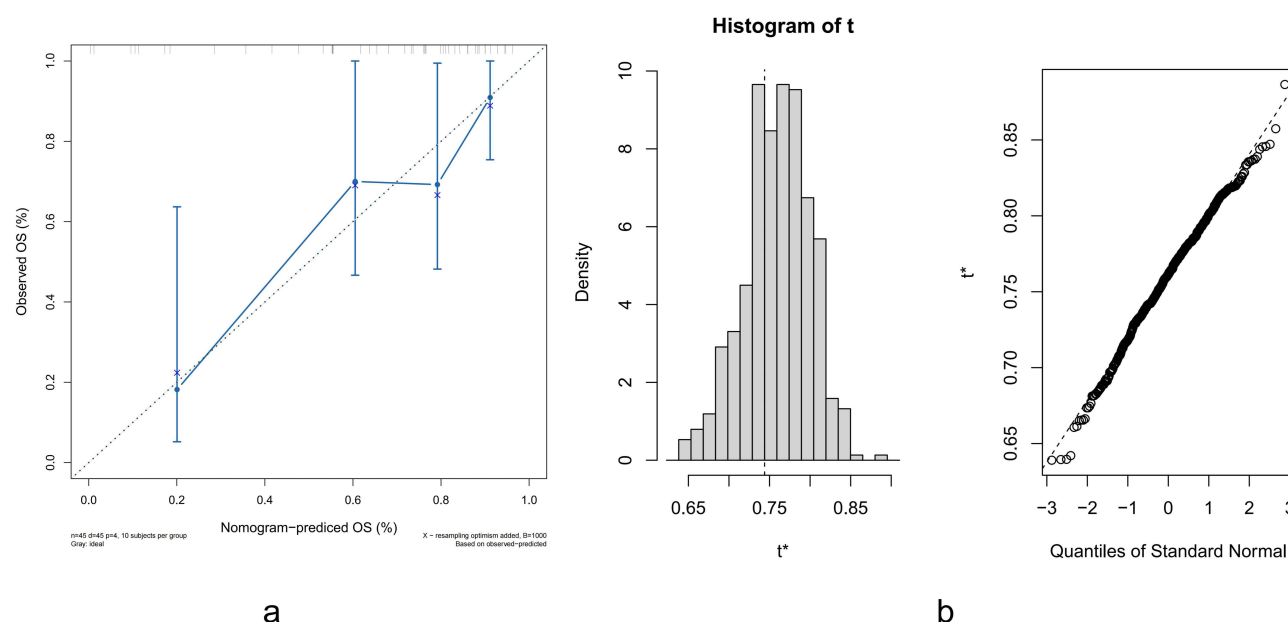 Histogram of t
Observed OS (%)
1.0
0.8
0.6
0.4
0.2
0.0
0.0 0.2 0.4 0.6 0.8 1.0
Nomogram−prediced OS (%)
n=45 d=45 p=4, 10 subjects per group
Gray: ideal
X − resampling optimism added, B=1000
Based on observed−predicted
a
Density
10
8
6
4
2
0
0.65 0.75 0.85
t*
t*
0.85
0.80
0.75
0.70
0.65
−3 −2 −1 0 1 2
Quantiles of Standard Normal
b